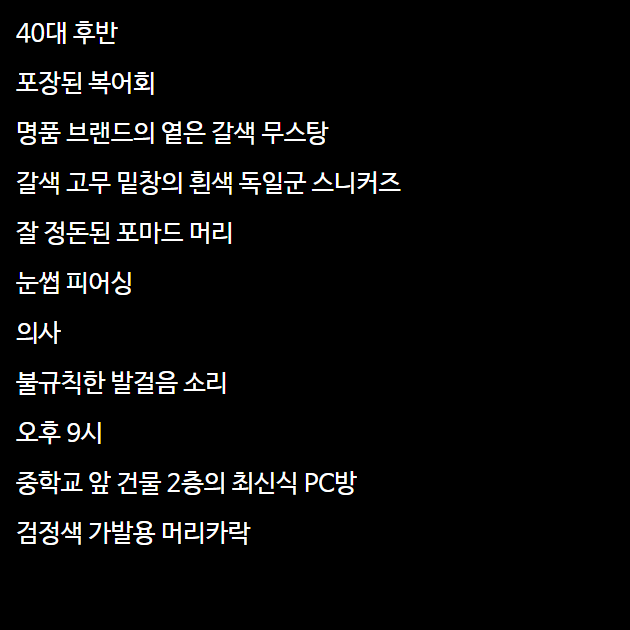 40대 후반
포장된 복어회
명품 브랜드의 옅은 갈색 무스탕
갈색 고무 밑창의 흰색 독일군 스니커즈
잘 정돈된 포마드 머리
눈썹 피어싱
의사
불규칙한 발걸음 소리
오후 9시
중학교 앞 건물 2층의 최신식 PC방
검정색 가발용 머리카락